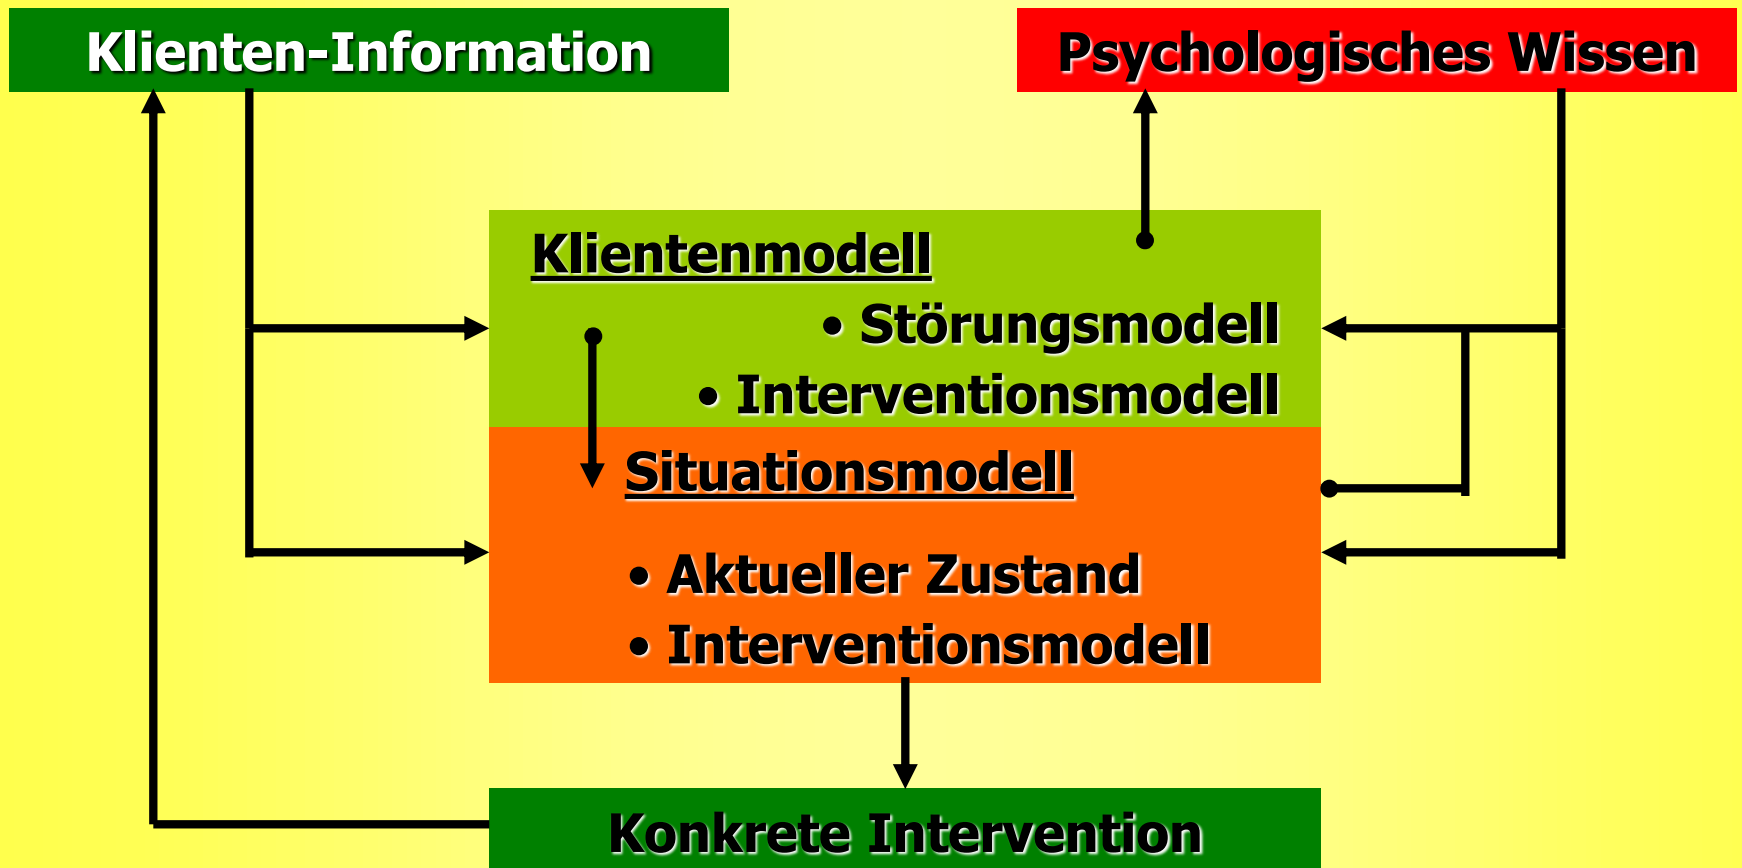 Klienten-Information
Psychologisches Wissen
Klientenmodell
• Störungsmodell
• Interventionsmodell
Situationsmodell
• Aktueller Zustand
• Interventionsmodell
Konkrete Intervention